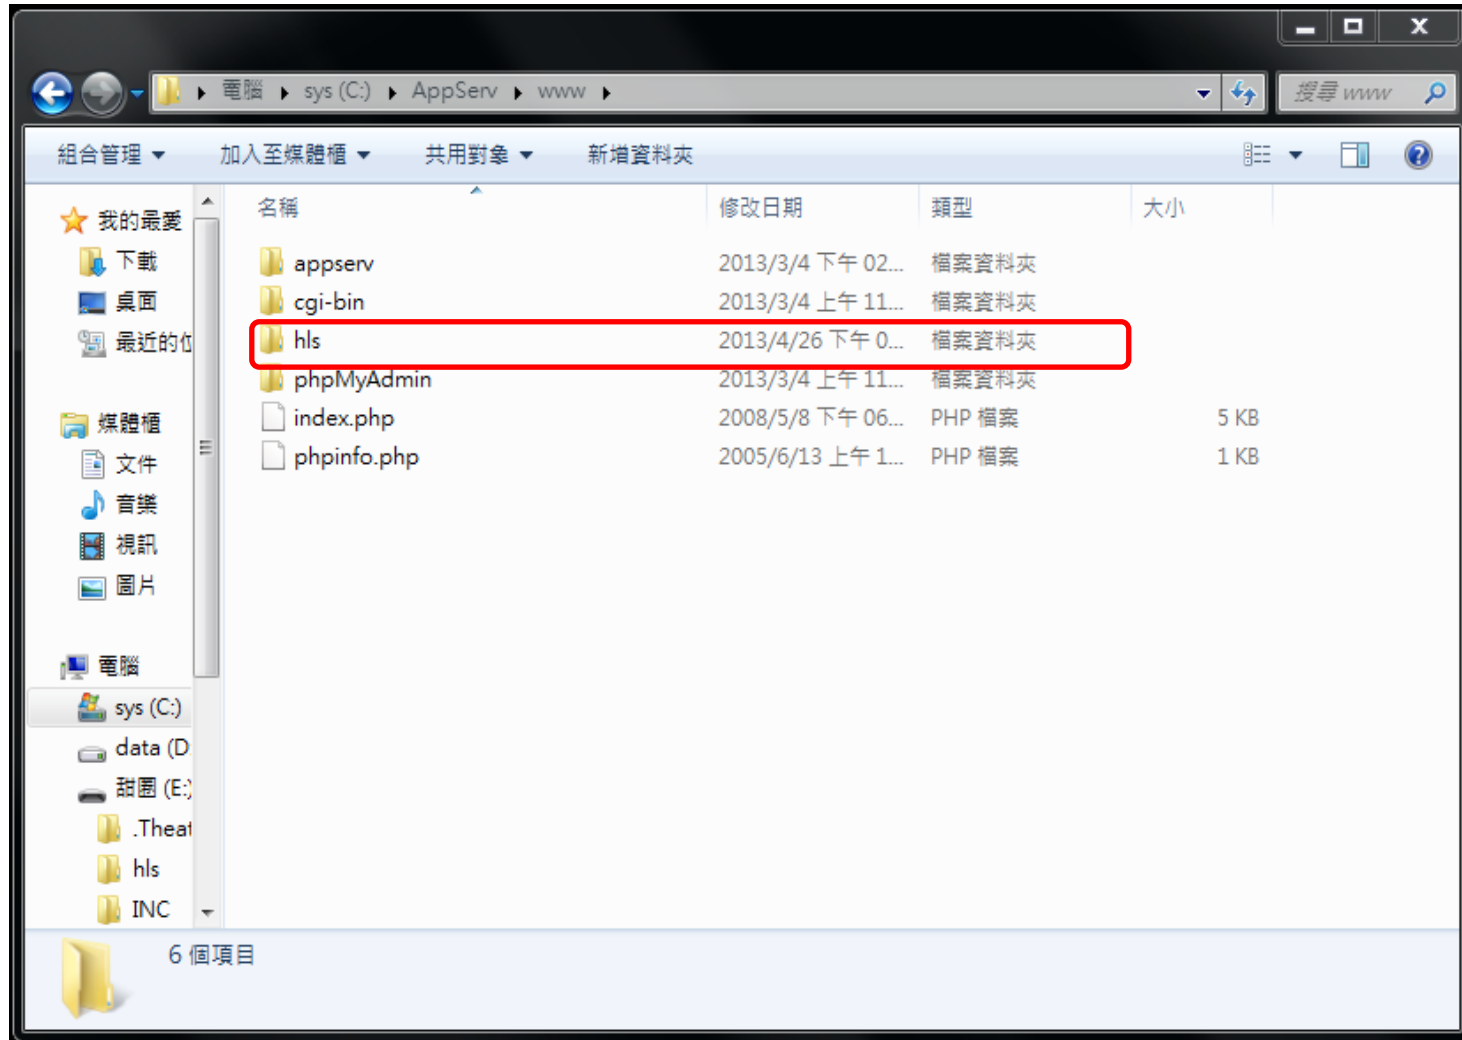 電腦 sys (C:) AppServ www 搜尋 www
組合管理 加入至媒體櫃 共用對象 新增資料夾
我的最愛
下載
桌面
最近的位
媒體櫃
文件
音樂
視訊
圖片
電腦
sys (C:)
data (D
甜園 (E:)
.Theat
hls
INC
名稱 修改日期 類型 大小
appserv 2013/3/4 下午 02... 檔案資料夾
cgi-bin 2013/3/4 上午 11... 檔案資料夾
hls 2013/4/26 下午 0... 檔案資料夾
phpMyAdmin 2013/3/4 上午 11... 檔案資料夾
index.php 2008/5/8 下午 06... PHP 檔案 5 KB
phpinfo.php 2005/6/13 上午 1... PHP 檔案 1 KB
6 個項目